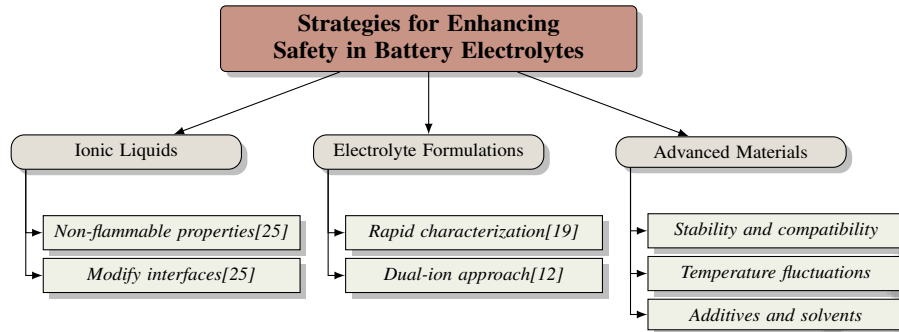 Strategies for Enhancing
Safety in Battery Electrolytes
Ionic Liquids
Non-flammable properties[25]
Modify interfaces[25]
Electrolyte Formulations
Rapid characterization[19]
Dual-ion approach[12]
Advanced Materials
Stability and compatibility
Temperature fluctuations
Additives and solvents